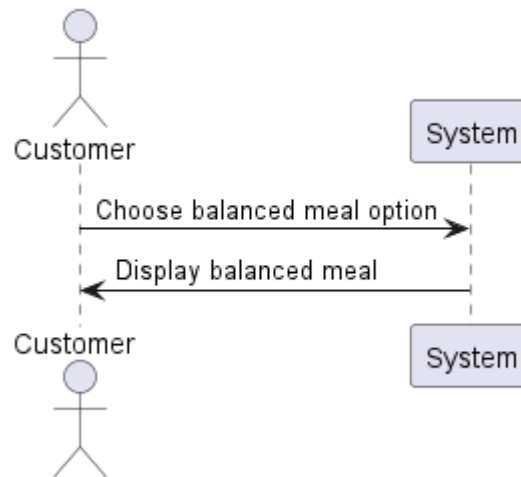 Customer
System
Choose balanced meal option
Display balanced meal
Customer
System